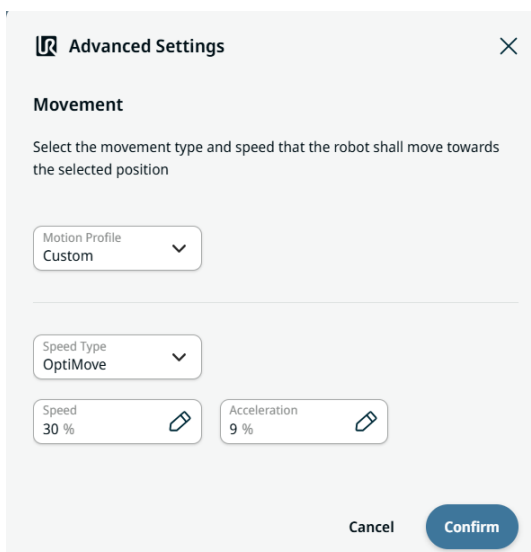 UR Advanced Settings
Movement
Select the movement type and speed that the robot shall move towards
the selected position
Motion Profile
Custom
Speed Type
OptiMove
Speed
30 %
Acceleration
9 %
Cancel
Confirm